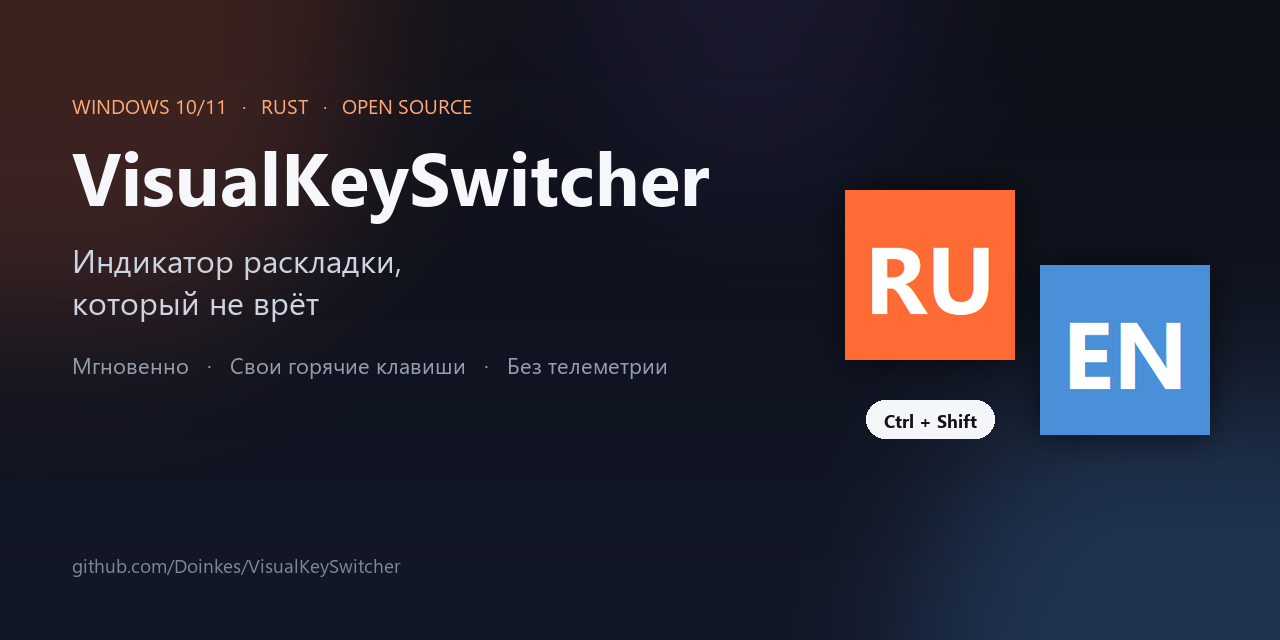 WINDOWS 10/11 · RUST · OPEN SOURCE
VisualKeySwitcher
Индикатор раскладки,
который не врёт
Мгновенно · Свои горячие клавиши · Без телеметрии
RU
EN
Ctrl + Shift
github.com/Doinkes/VisualKeySwitcher